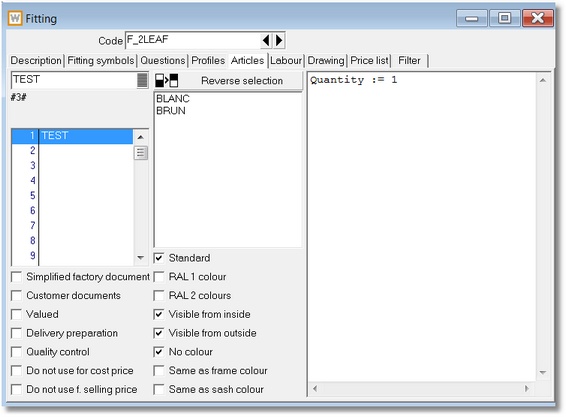 Fitting
Code F_2LEAF
Description Fitting symbols Questions Profiles Articles Labour Drawing Price list Filter
TEST
Reverse selection
Quantity := 1
#3#
BLANC
BRUN
1 TEST
2
3
4
5
6
7
8
9
Standard
Simplified factory document
RAL 1 colour
Customer documents
RAL 2 colours
Valued
Visible from inside
Delivery preparation
Visible from outside
Quality control
No colour
Do not use for cost price
Same as frame colour
Do not use f. selling price
Same as sash colour